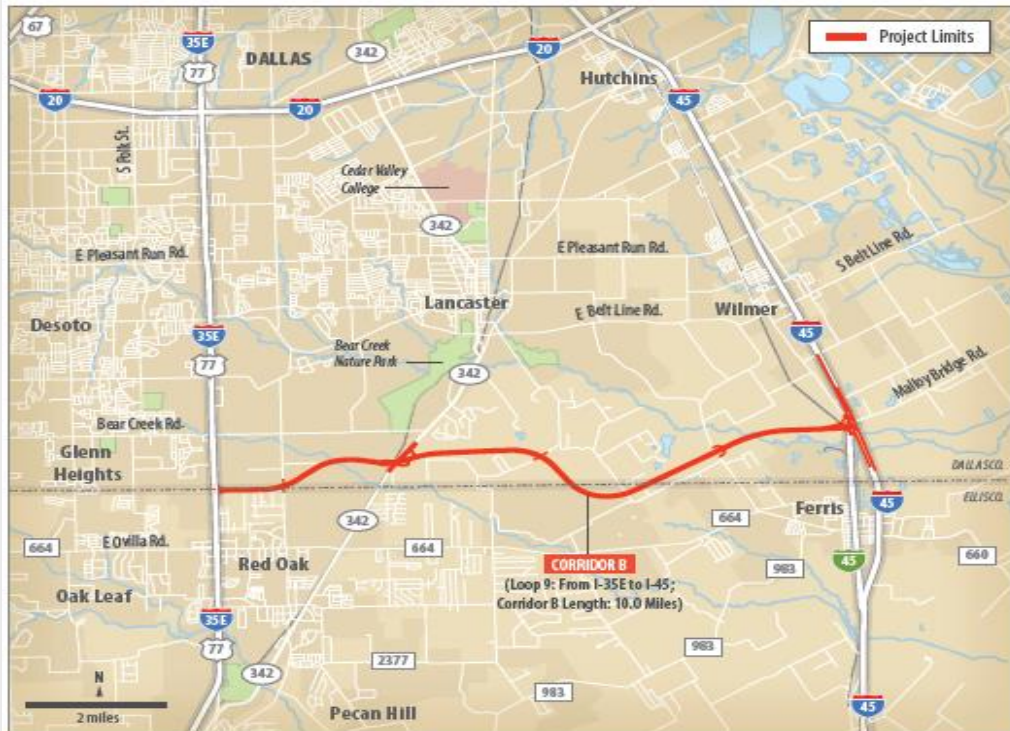 67
35E
77
DALLAS
342
20
Hutchins
Project Limits
20
20
45
S Polk St.
Cedar Valley
College
342
E Pleasant Run Rd.
E Pleasant Run Rd.
S Belt Line Rd.
Lancaster
E Belt Line Rd.
Wilmer
Desoto
35E
77
Bear Creek
Nature Park
342
45
Malloy Bridge Rd.
Bear Creek Rd.
Glenn
Heights
DALLAS CO.
ELLIS CO.
45
342
664
Ferris
664
E Ovilla Rd.
Red Oak
664
CORRIDOR B
(Loop 9: From I-35E to I-45;
Corridor B Length: 10.0 Miles)
983
45
660
Oak Leaf
35E
77
342
2377
983
983
N
2 miles
Pecan Hill
45